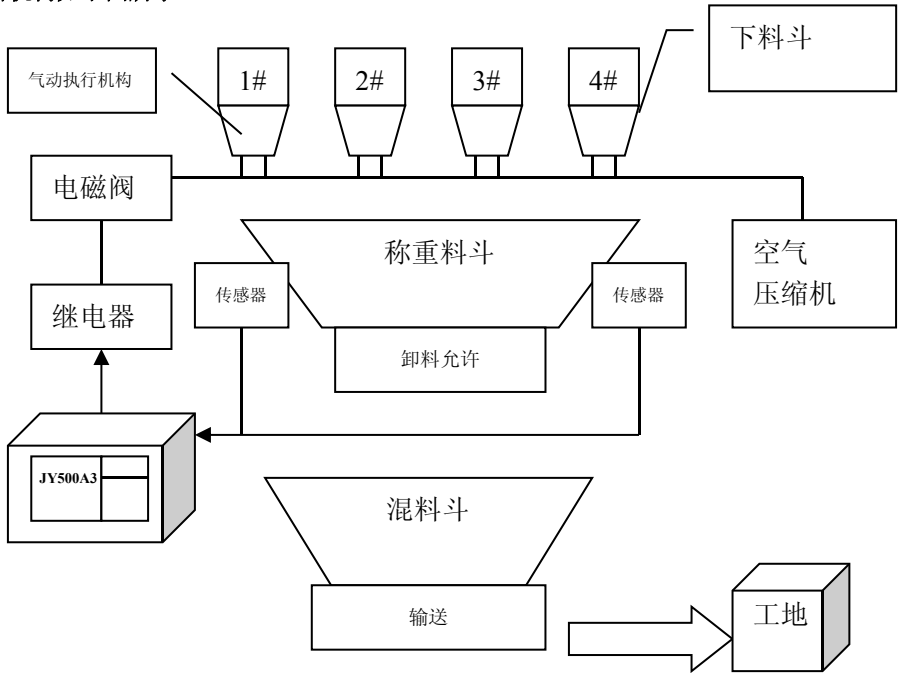 气动执行机构
1#
2#
3#
4#
下料斗
电磁阀
称重料斗
空气
压缩机
传感器
传感器
继电器
卸料允许
JY500A3
混料斗
输送
工地